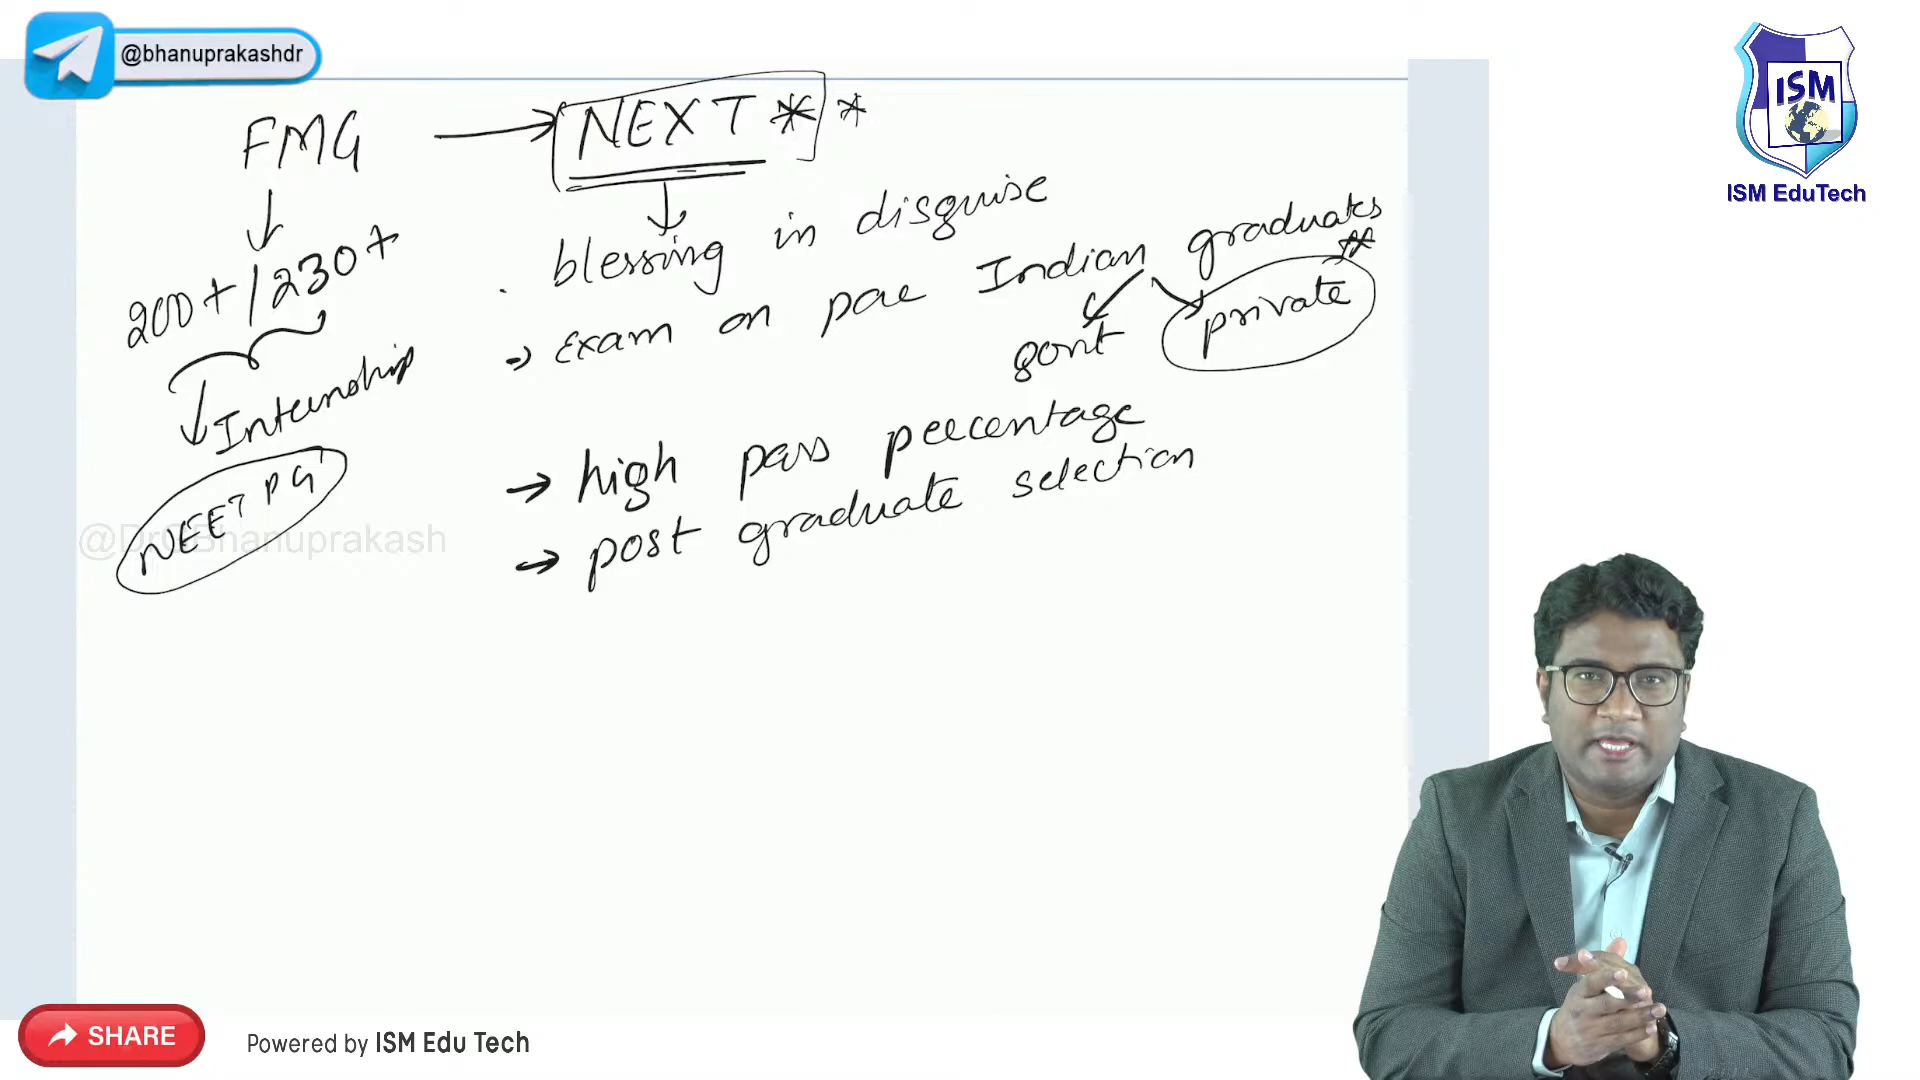 @bhanuprakashdr
ISM
ISM EduTech
FMG → NEXT * *
↓
200+ / 230+
Internship
NEET PG
blessing in disguise
→ Exam on par Indian graduates
govt
private
→ high pass percentage
→ post graduate selection
@DrGBhanuprakash
SHARE
Powered by ISM Edu Tech